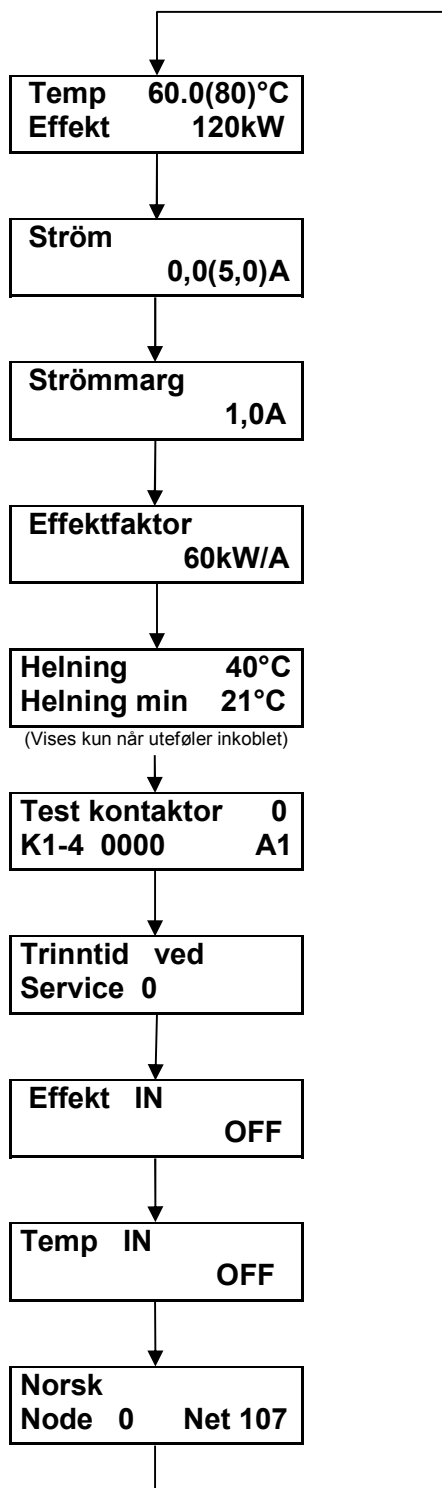 Temp 60.0(80)°C
Effekt 120kW
Ström
0,0(5,0)A
Strömmarg
1,0A
Effektfaktor
60kW/A
Helning 40°C
Helning min 21°C
(Vises kun når uteføler inkoblet)
Test kontaktor 0
K1-4 0000 A1
Trinntid ved
Service 0
Effekt IN
OFF
Temp IN
OFF
Norsk
Node 0 Net 107